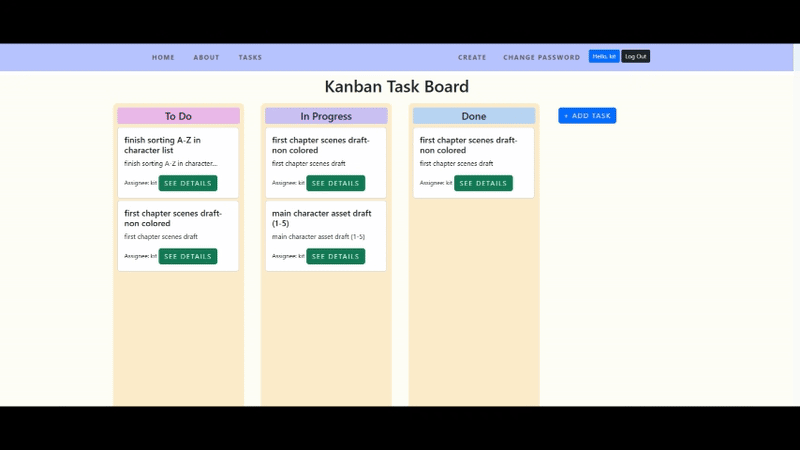 HOME ABOUT TASKS CREATE CHANGE PASSWORD Hello, kit Log Out
Kanban Task Board
To Do
finish sorting A-Z in
character list
finish sorting A-Z in character...
Assignee: kit SEE DETAILS
first chapter scenes draft-
non colored
first chapter scenes draft
Assignee: kit SEE DETAILS
In Progress
first chapter scenes draft-
non colored
first chapter scenes draft
Assignee: kit SEE DETAILS
main character asset draft
(1-5)
main character asset draft (1-5)
Assignee: kit SEE DETAILS
Done
first chapter scenes draft-
non colored
first chapter scenes draft
Assignee: kit SEE DETAILS
+ ADD TASK